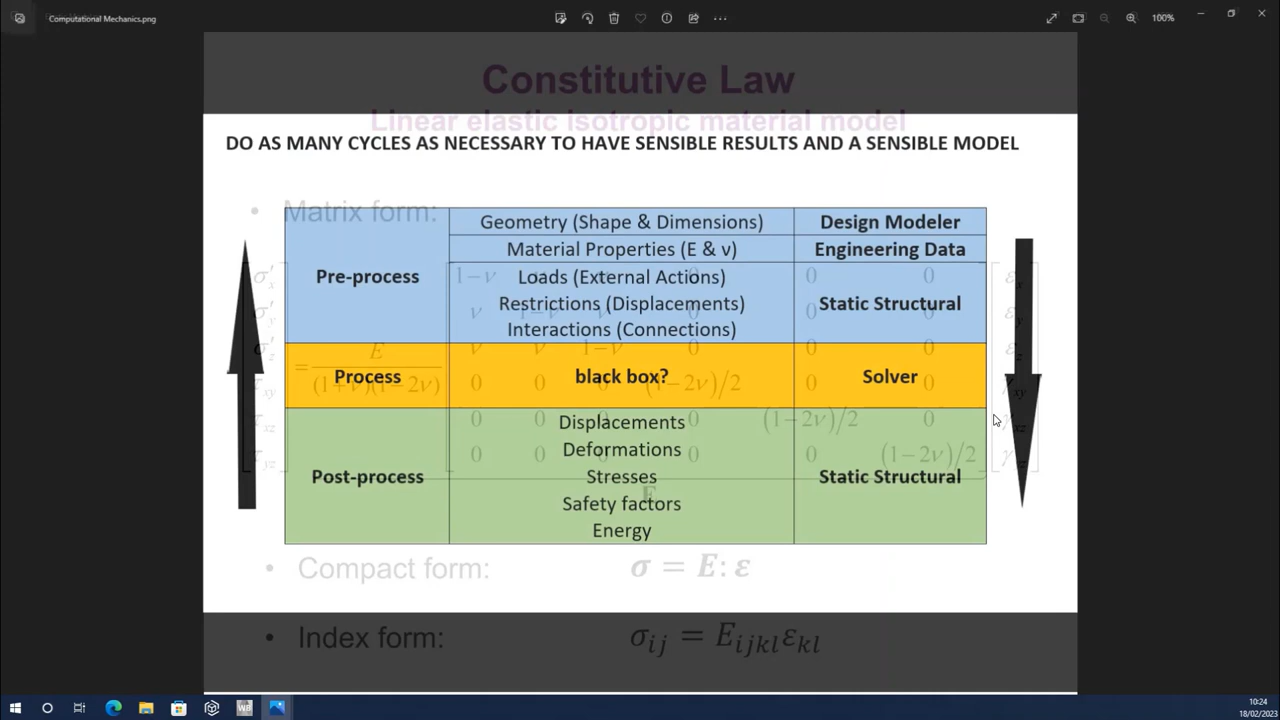 Computational Mechanics.png
100%
Constitutive Law
Linear elastic isotropic material model
DO AS MANY CYCLES AS NECESSARY TO HAVE SENSIBLE RESULTS AND A SENSIBLE MODEL
Matrix form:
Pre-process
Geometry (Shape & Dimensions)
Design Modeler
Material Properties (E & ν)
Engineering Data
Loads (External Actions)
Restrictions (Displacements)
Interactions (Connections)
Static Structural
Process
black box?
Solver
Post-process
Displacements
Deformations
Stresses
Safety factors
Energy
Static Structural
• Compact form: σ = E: ε
• Index form: σij = Eijklεkl
10:24
18/02/2023